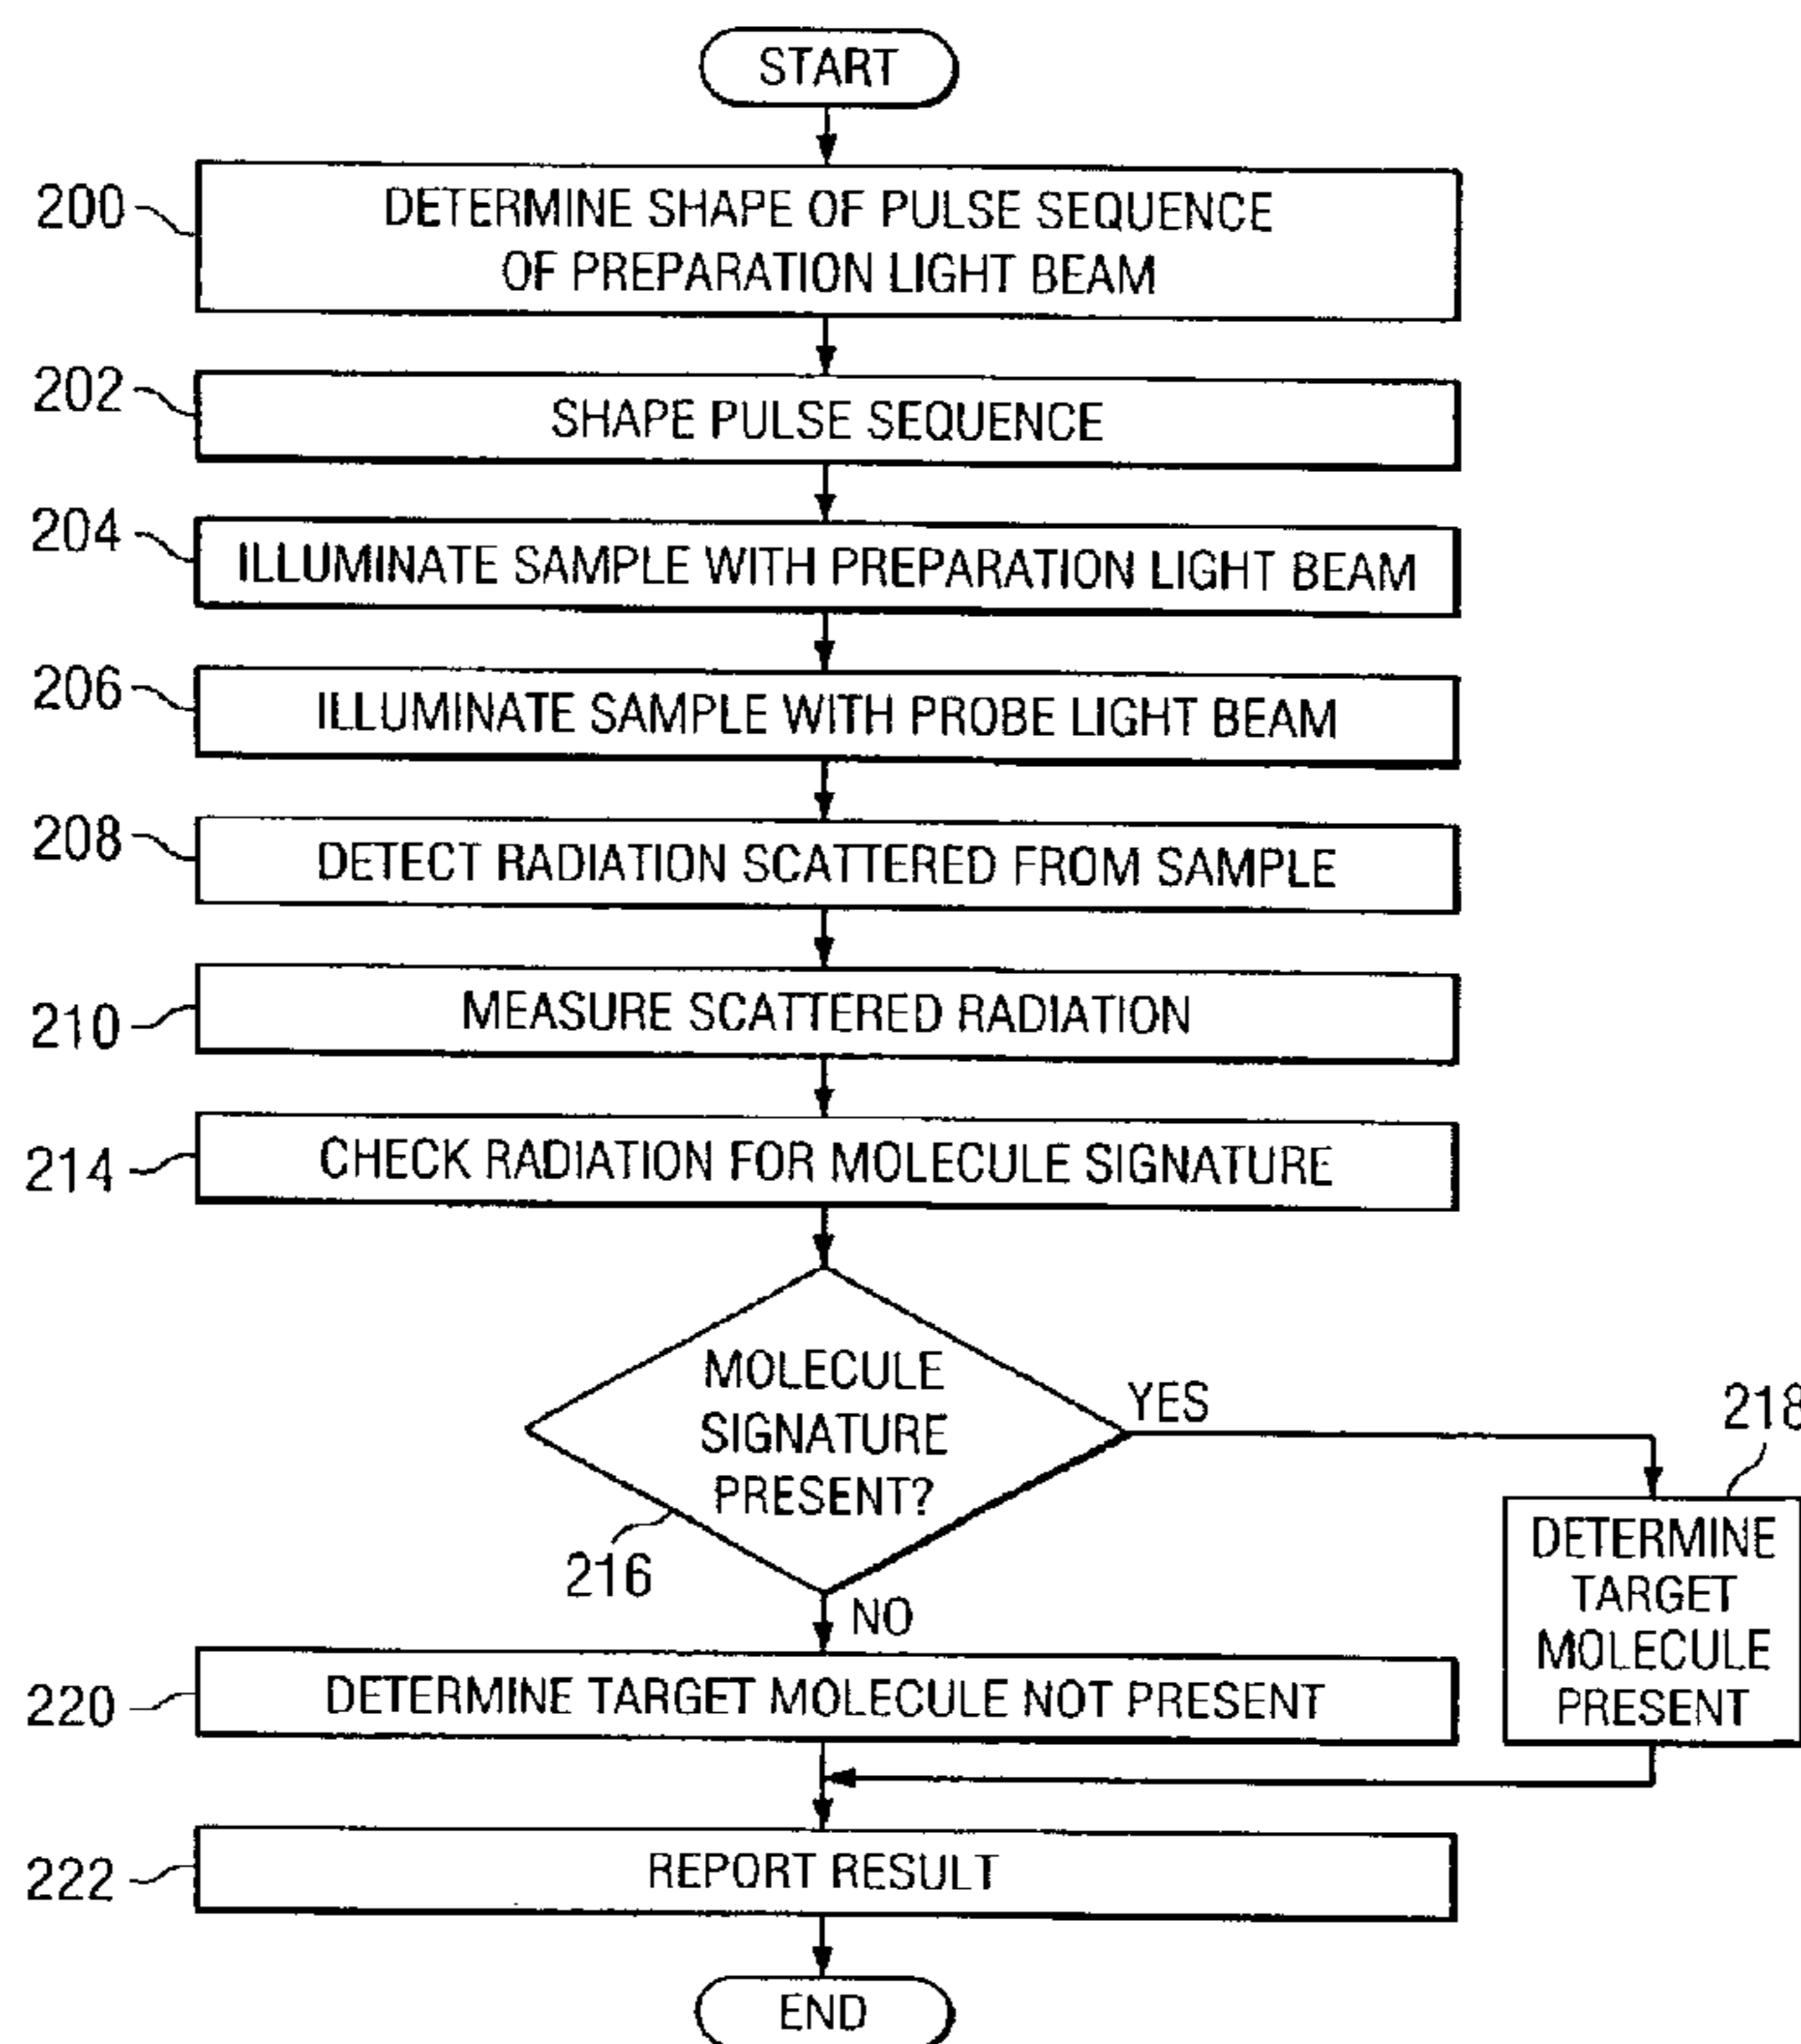 START
200
DETERMINE SHAPE OF PULSE SEQUENCE
OF PREPARATION LIGHT BEAM
202
SHAPE PULSE SEQUENCE
204
ILLUMINATE SAMPLE WITH PREPARATION LIGHT BEAM
206
ILLUMINATE SAMPLE WITH PROBE LIGHT BEAM
208
DETECT RADIATION SCATTERED FROM SAMPLE
210
MEASURE SCATTERED RADIATION
214
CHECK RADIATION FOR MOLECULE SIGNATURE
MOLECULE
SIGNATURE
PRESENT?
216
YES
218
DETERMINE
TARGET
MOLECULE
PRESENT
NO
220
DETERMINE TARGET MOLECULE NOT PRESENT
222
REPORT RESULT
END